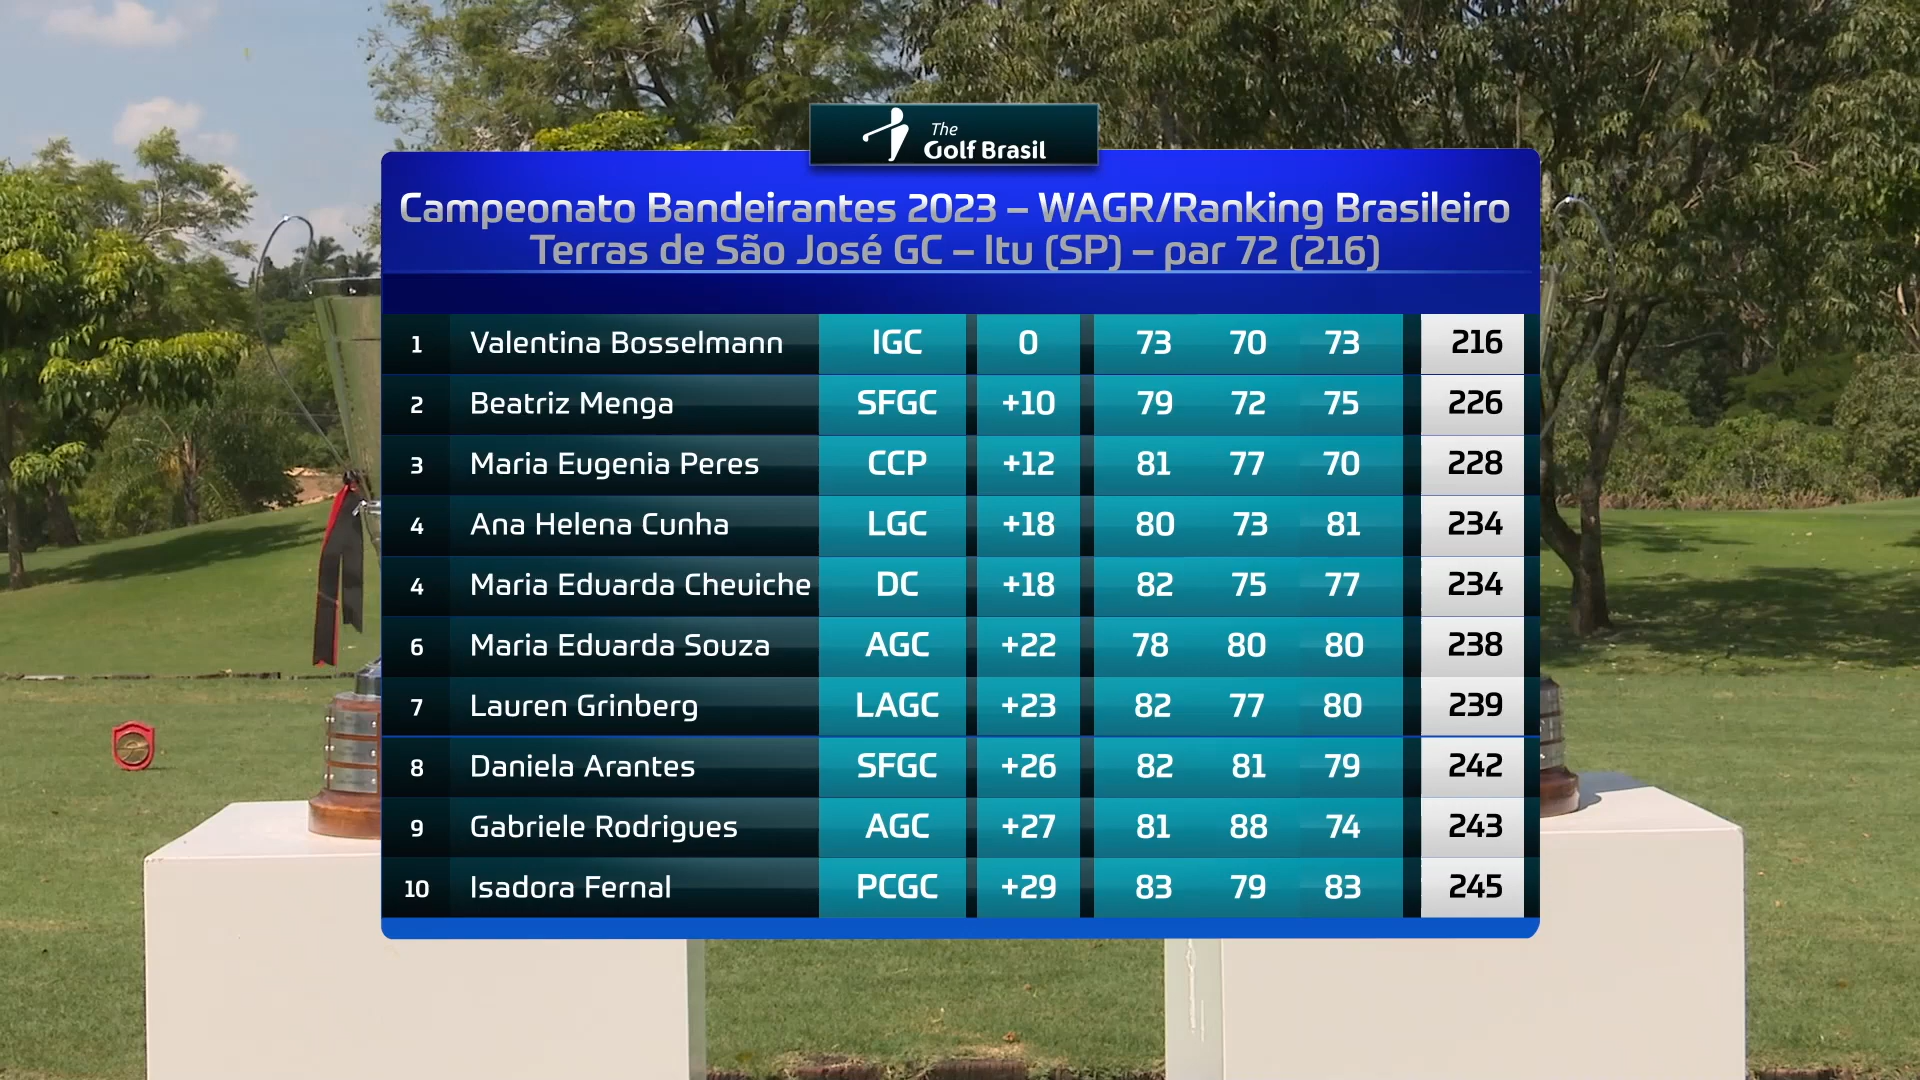 The
Golf Brasil
Campeonato Bandeirantes 2023 – WAGR/Ranking Brasileiro
Terras de São José GC – Itu (SP) – par 72 (216)
1 Valentina Bosselmann IGC 0 73 70 73 216
2 Beatriz Menga SFGC +10 79 72 75 226
3 Maria Eugenia Peres CCP +12 81 77 70 228
4 Ana Helena Cunha LGC +18 80 73 81 234
4 Maria Eduarda Cheuiche DC +18 82 75 77 234
6 Maria Eduarda Souza AGC +22 78 80 80 238
7 Lauren Grinberg LAGC +23 82 77 80 239
8 Daniela Arantes SFGC +26 82 81 79 242
9 Gabriele Rodrigues AGC +27 81 88 74 243
10 Isadora Fernal PCGC +29 83 79 83 245